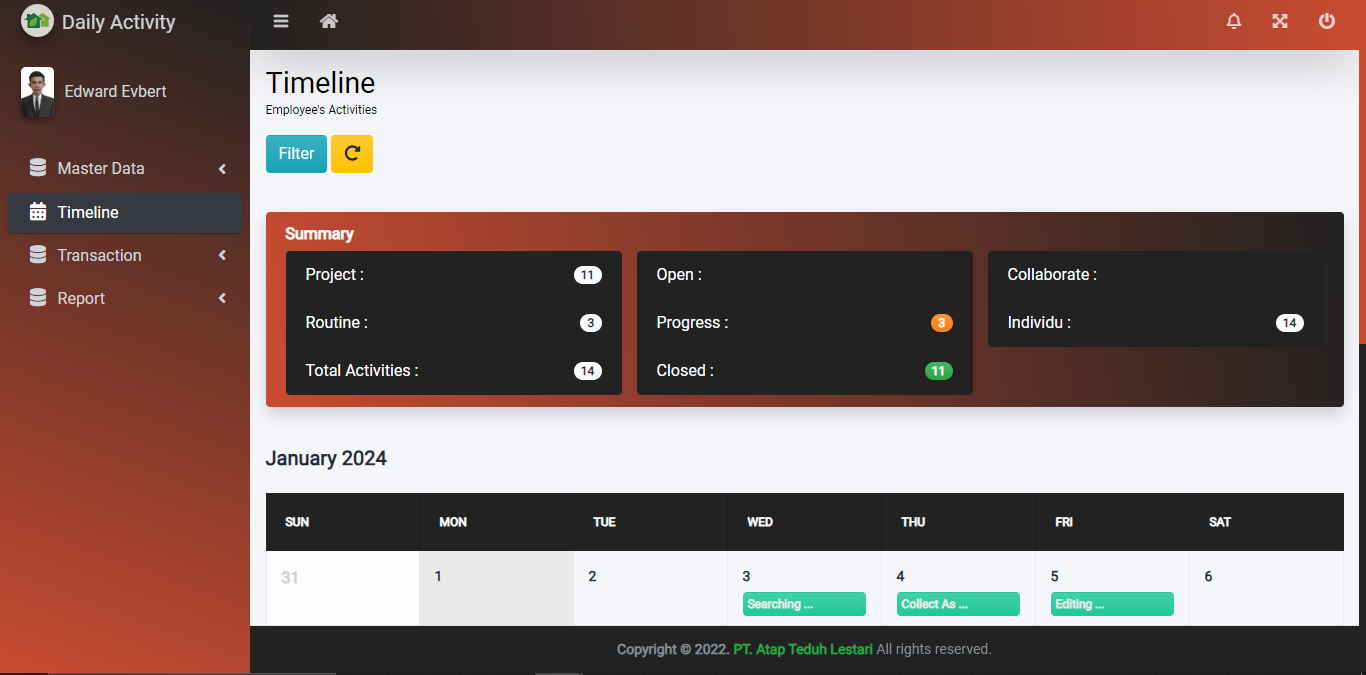 Daily Activity
Edward Evbert
Master Data
Timeline
Transaction
Report
Timeline
Employee's Activities
Filter
Summary
Project : 11
Routine : 3
Total Activities : 14
Open :
Progress : 3
Closed : 11
Collaborate :
Individu : 14
January 2024
SUN MON TUE WED THU FRI SAT
31 1 2 3 4 5 6
Searching ... Collect As ... Editing ...
Copyright © 2022. PT. Atap Teduh Lestari All rights reserved.